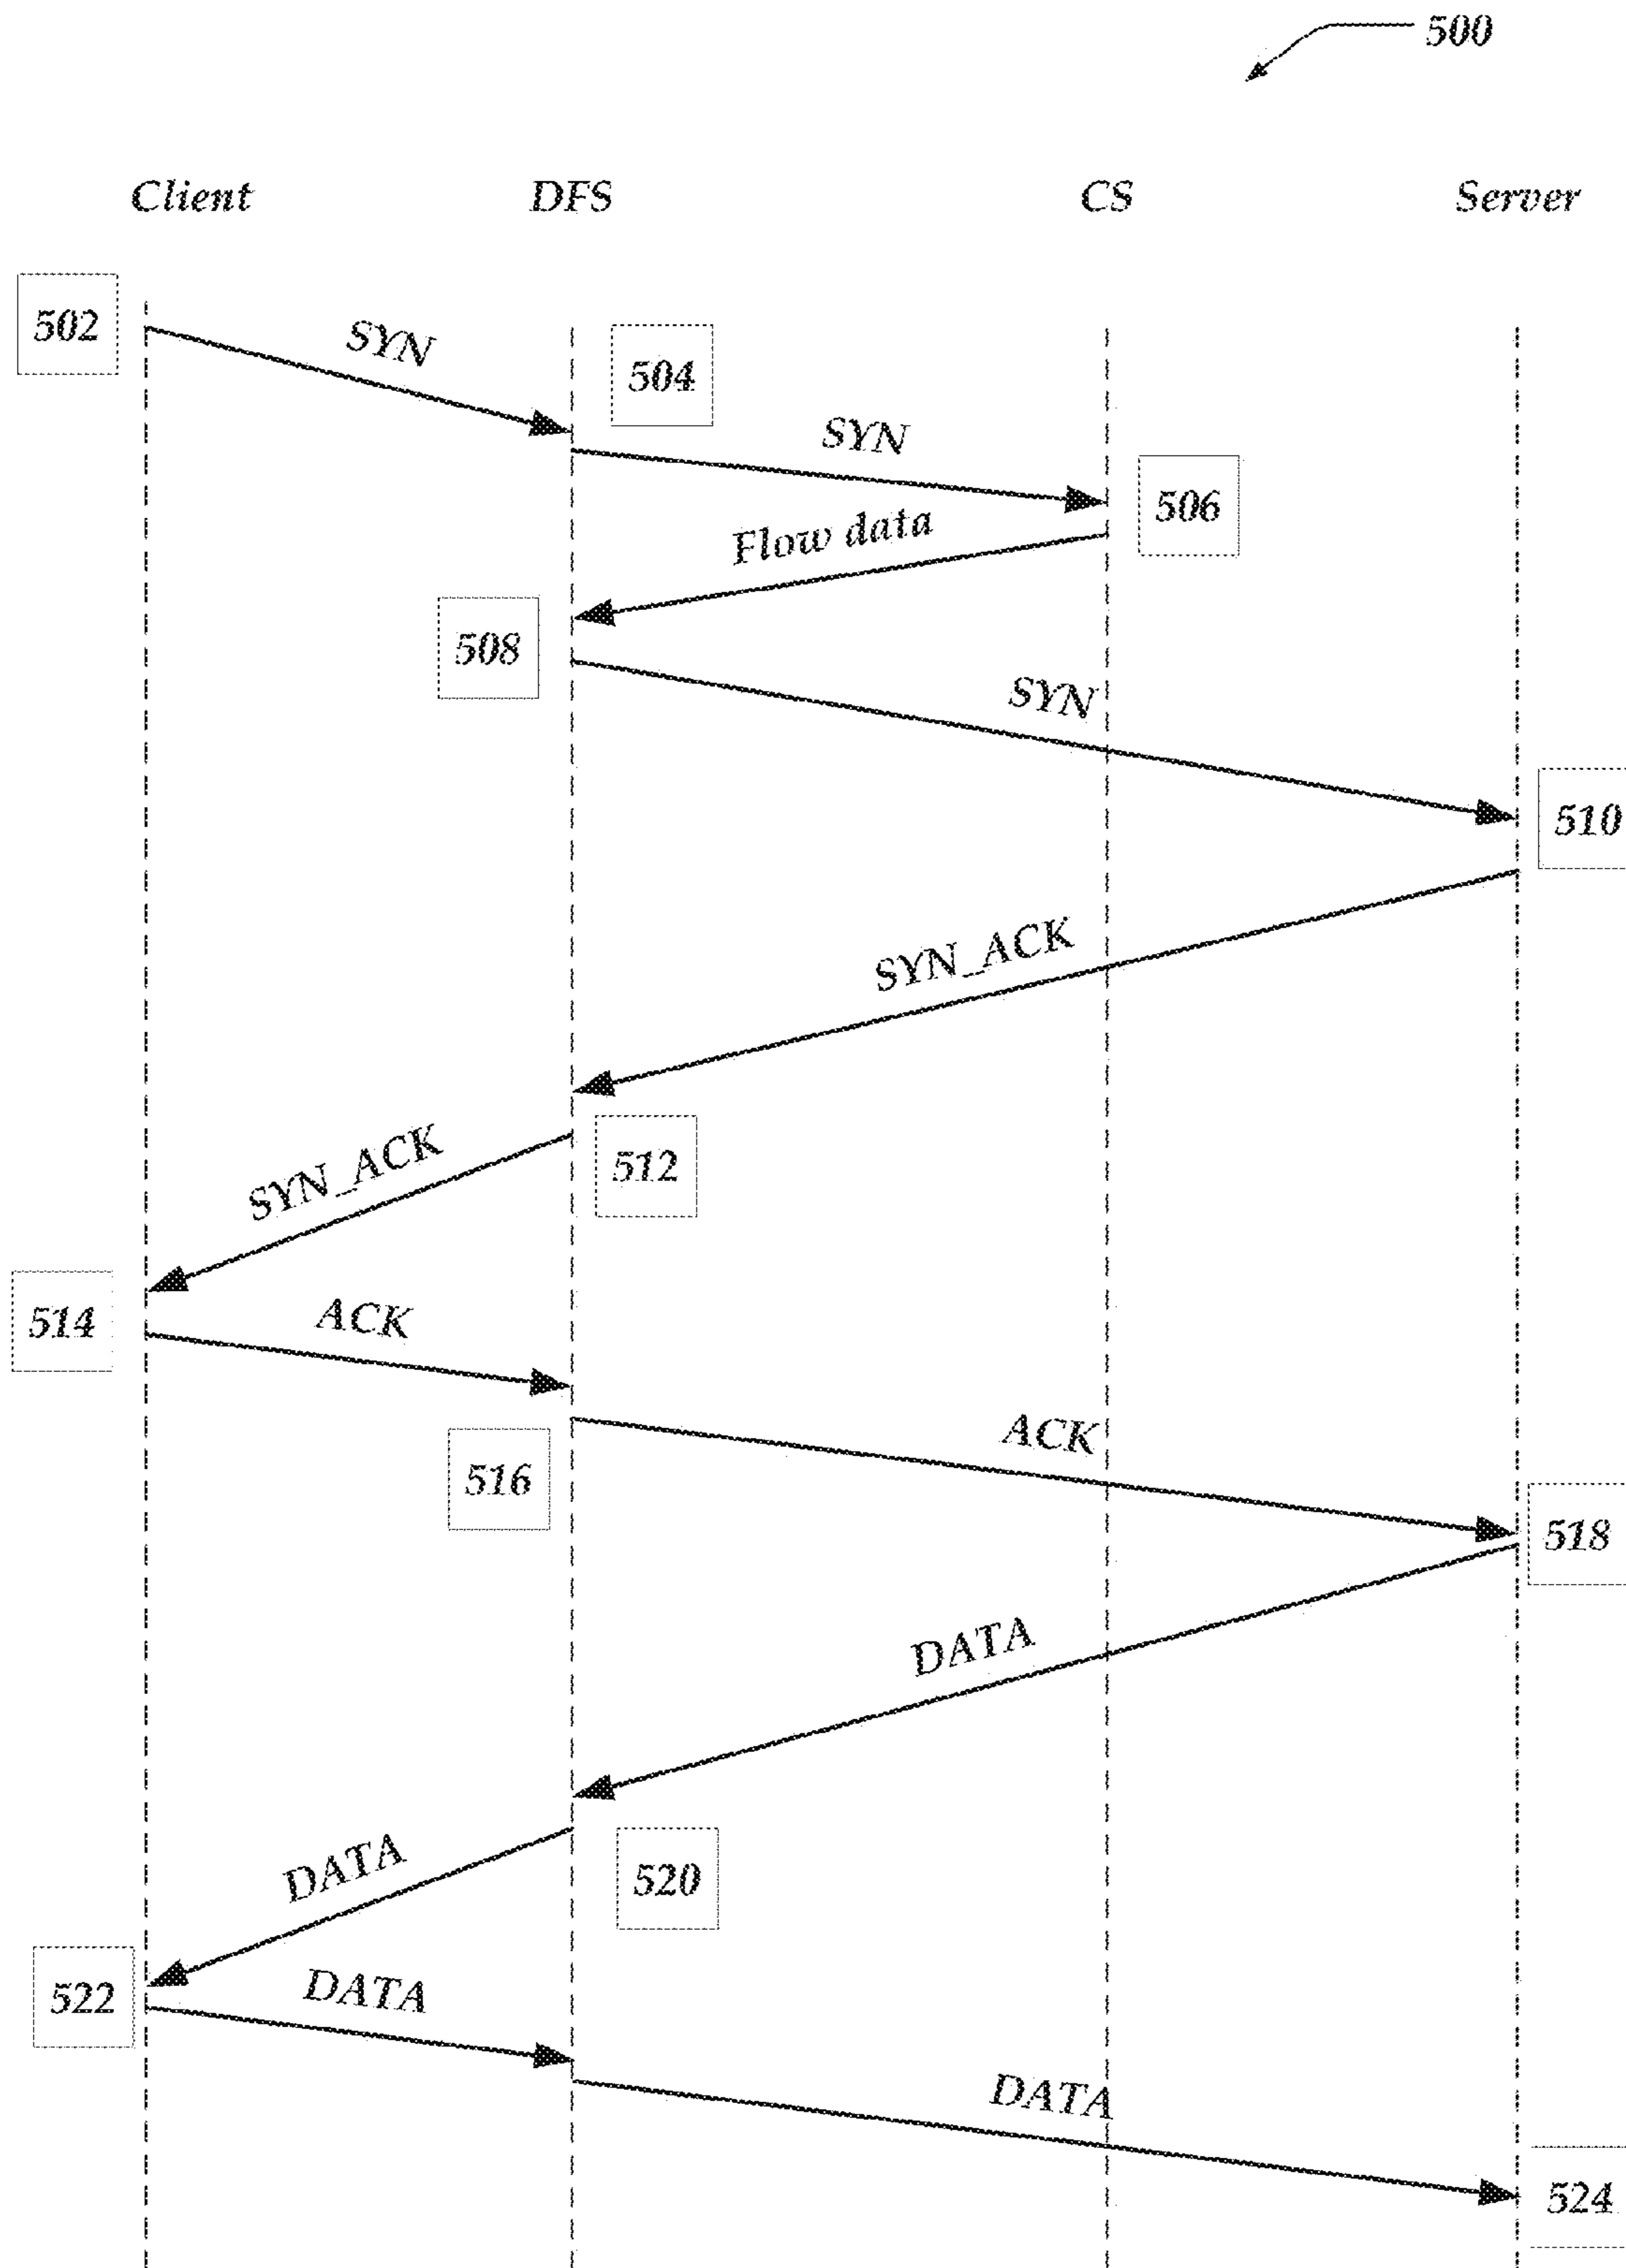 500
Client DFS CS Server
502
SYN
504
SYN
506
Flow data
508
SYN
510
SYN_ACK
512
SYN_ACK
514
ACK
516
ACK
518
DATA
520
DATA
522
DATA
DATA
524